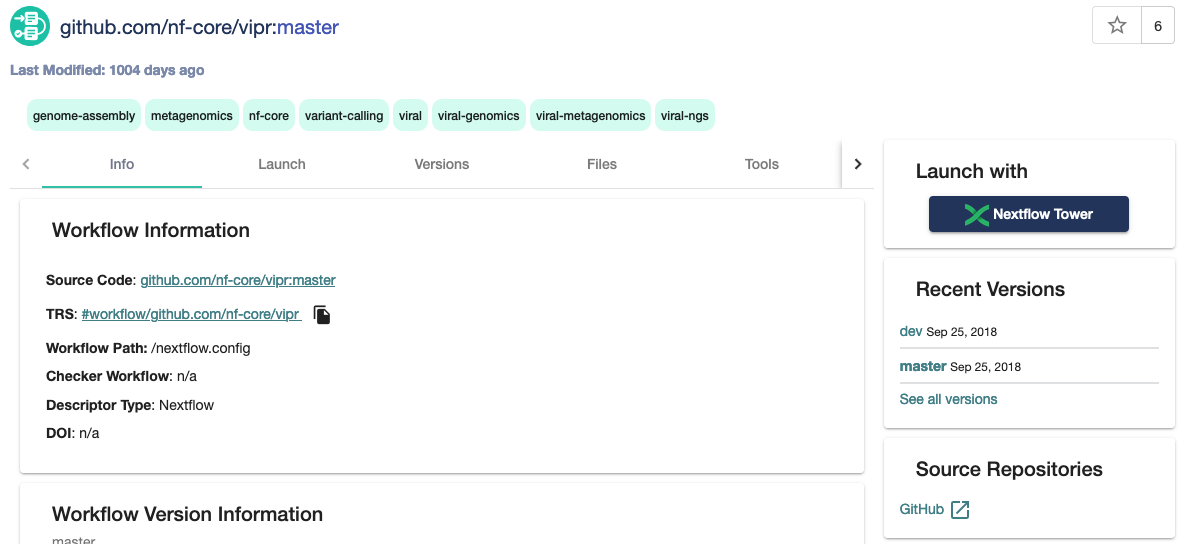 github.com/nf-core/vipr:master
6
Last Modified: 1004 days ago
genome-assembly metagenomics nf-core variant-calling viral viral-genomics viral-metagenomics viral-ngs
Info Launch Versions Files Tools
Workflow Information
Source Code: github.com/nf-core/vipr:master
TRS: #workflow/github.com/nf-core/vipr
Workflow Path: /nextflow.config
Checker Workflow: n/a
Descriptor Type: Nextflow
DOI: n/a
Workflow Version Information
master
Launch with
Nextflow Tower
Recent Versions
dev Sep 25, 2018
master Sep 25, 2018
See all versions
Source Repositories
GitHub